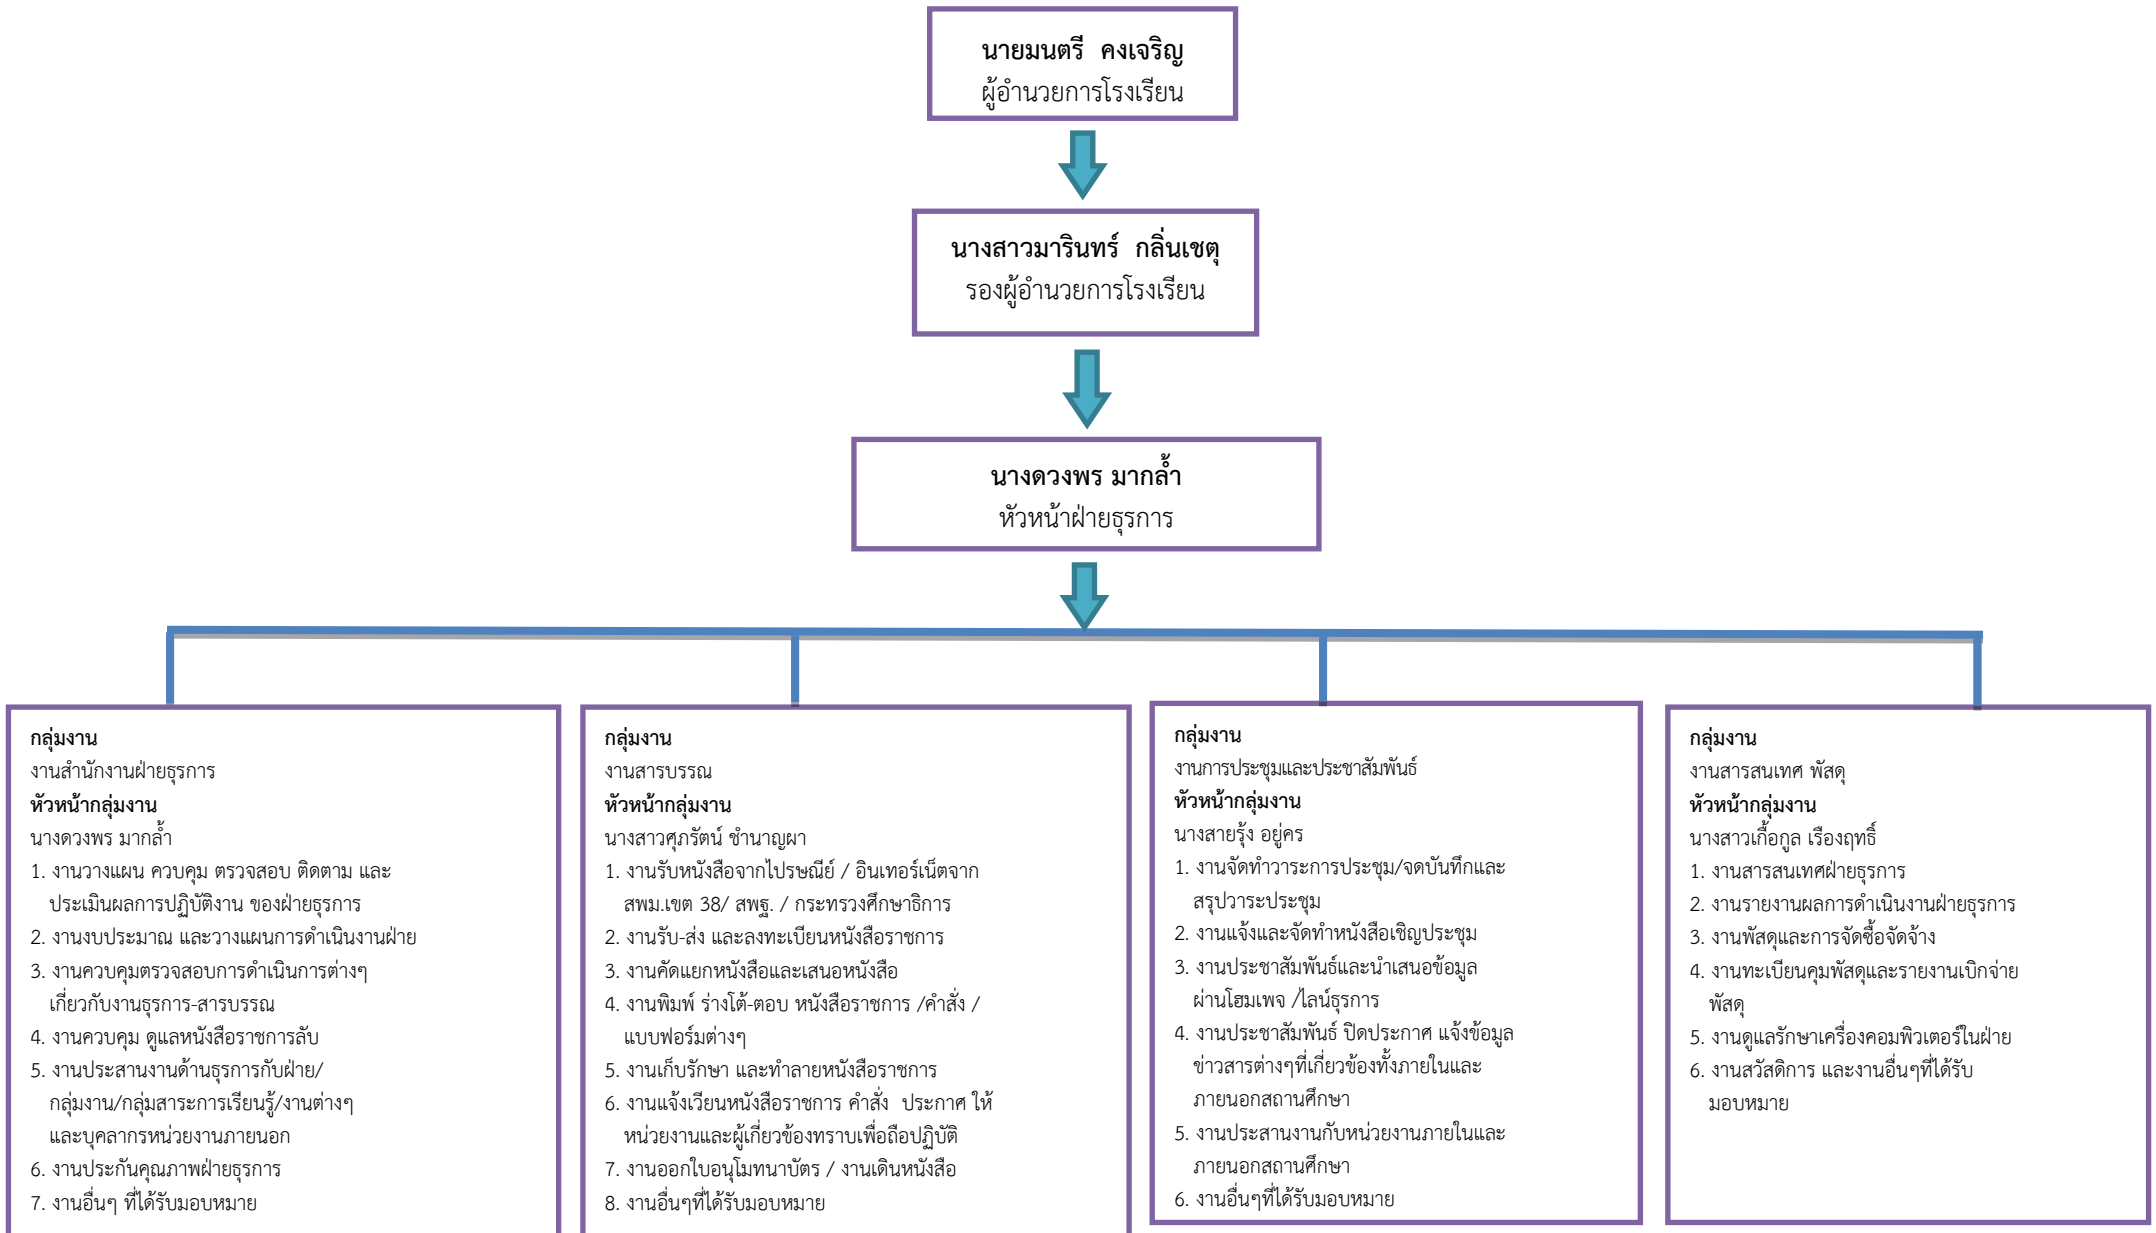 นายมนตรี  คงเจริญ
ผู้อำนวยการโรงเรียน
นางสาวมารินทร์  กลิ่นเชตุ
รองผู้อำนวยการโรงเรียน
นางดวงพร มากล้ำ
หัวหน้าฝ่ายธุรการ
กลุ่มงาน
งานสำนักงานฝ่ายธุรการ
หัวหน้ากลุ่มงาน
นางดวงพร มากล้ำ
1. งานวางแผน ควบคุม ตรวจสอบ ติดตาม และ
ประเมินผลการปฏิบัติงาน ของฝ่ายธุรการ
2. งานงบประมาณ และวางแผนการดำเนินงานฝ่าย
3. งานควบคุมตรวจสอบการดำเนินการต่างๆ
เกี่ยวกับงานธุรการ-สารบรรณ
4. งานควบคุม ดูแลหนังสือราชการลับ
5. งานประสานงานด้านธุรการกับฝ่าย/
กลุ่มงาน/กลุ่มสาระการเรียนรู้/งานต่างๆ
และบุคลากรหน่วยงานภายนอก
6. งานประกันคุณภาพฝ่ายธุรการ
7. งานอื่นๆ ที่ได้รับมอบหมาย
กลุ่มงาน
งานสารบรรณ
หัวหน้ากลุ่มงาน
นางสาวศุภรัตน์ ชำนาญผา
1. งานรับหนังสือจากไปรษณีย์ / อินเทอร์เน็ตจาก
สพม.เขต 38/ สพฐ. / กระทรวงศึกษาธิการ
2. งานรับ-ส่ง และลงทะเบียนหนังสือราชการ
3. งานคัดแยกหนังสือและเสนอหนังสือ
4. งานพิมพ์ ร่างโต้-ตอบ หนังสือราชการ /คำสั่ง /
แบบฟอร์มต่างๆ
5. งานเก็บรักษา และทำลายหนังสือราชการ
6. งานแจ้งเวียนหนังสือราชการ คำสั่ง  ประกาศ ให้
หน่วยงานและผู้เกี่ยวข้องทราบเพื่อถือปฏิบัติ
7. งานออกใบอนุโมทนาบัตร / งานเดินหนังสือ
8. งานอื่นๆที่ได้รับมอบหมาย
กลุ่มงาน
งานการประชุมและประชาสัมพันธ์
หัวหน้ากลุ่มงาน
นางสายรุ้ง อยู่คร
1. งานจัดทำวาระการประชุม/จดบันทึกและ
สรุปวาระประชุม
2. งานแจ้งและจัดทำหนังสือเชิญประชุม
3. งานประชาสัมพันธ์และนำเสนอข้อมูล
ผ่านโฮมเพจ /ไลน์ธุรการ
4. งานประชาสัมพันธ์ ปิดประกาศ แจ้งข้อมูล
ข่าวสารต่างๆที่เกี่ยวข้องทั้งภายในและ
ภายนอกสถานศึกษา
5. งานประสานงานกับหน่วยงานภายในและ
ภายนอกสถานศึกษา
6. งานอื่นๆที่ได้รับมอบหมาย
กลุ่มงาน
งานสารสนเทศ พัสดุ
หัวหน้ากลุ่มงาน
นางสาวเกื้อกูล เรืองฤทธิ์
1. งานสารสนเทศฝ่ายธุรการ
2. งานรายงานผลการดำเนินงานฝ่ายธุรการ
3. งานพัสดุและการจัดซื้อจัดจ้าง
4. งานทะเบียนคุมพัสดุและรายงานเบิกจ่าย
พัสดุ
5. งานดูแลรักษาเครื่องคอมพิวเตอร์ในฝ่าย
6. งานสวัสดิการ และงานอื่นๆที่ได้รับ
มอบหมาย